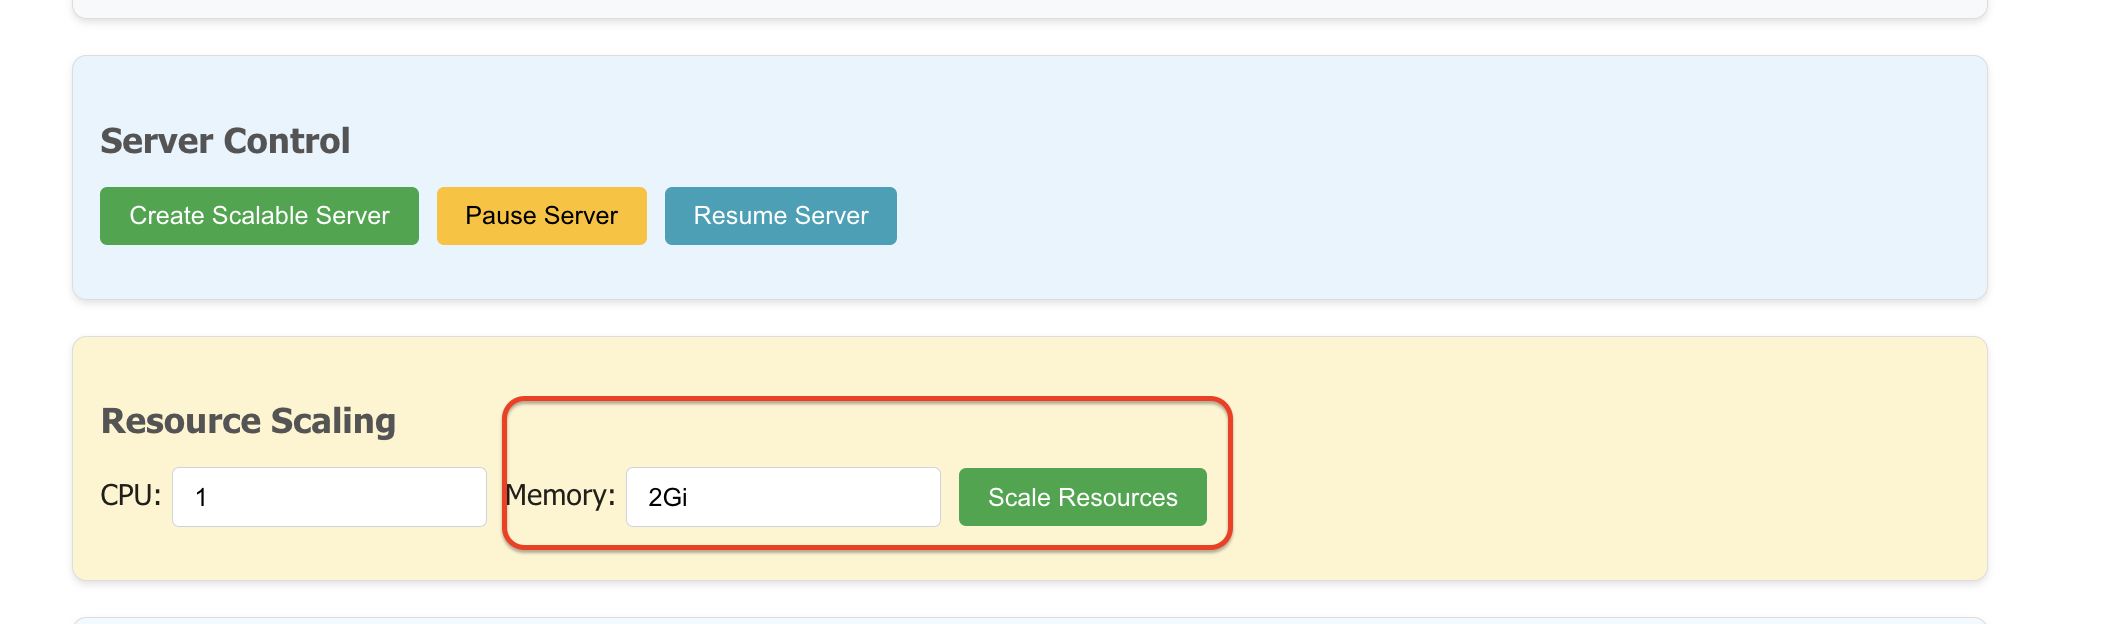 Server Control
Create Scalable Server Pause Server Resume Server
Resource Scaling
CPU: 1 Memory: 2Gi Scale Resources